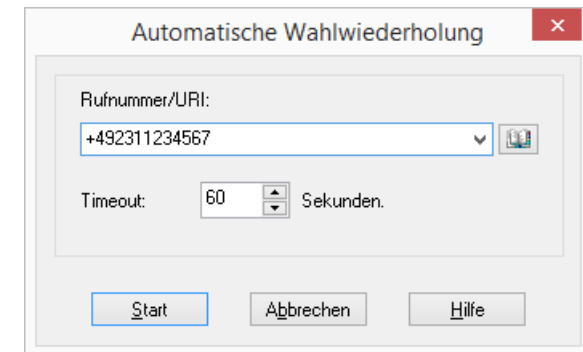 Automatische Wahlwiederholung
Rufnummer/URI:
+492311234567
Timeout: 60 Sekunden.
Start Abbrechen Hilfe